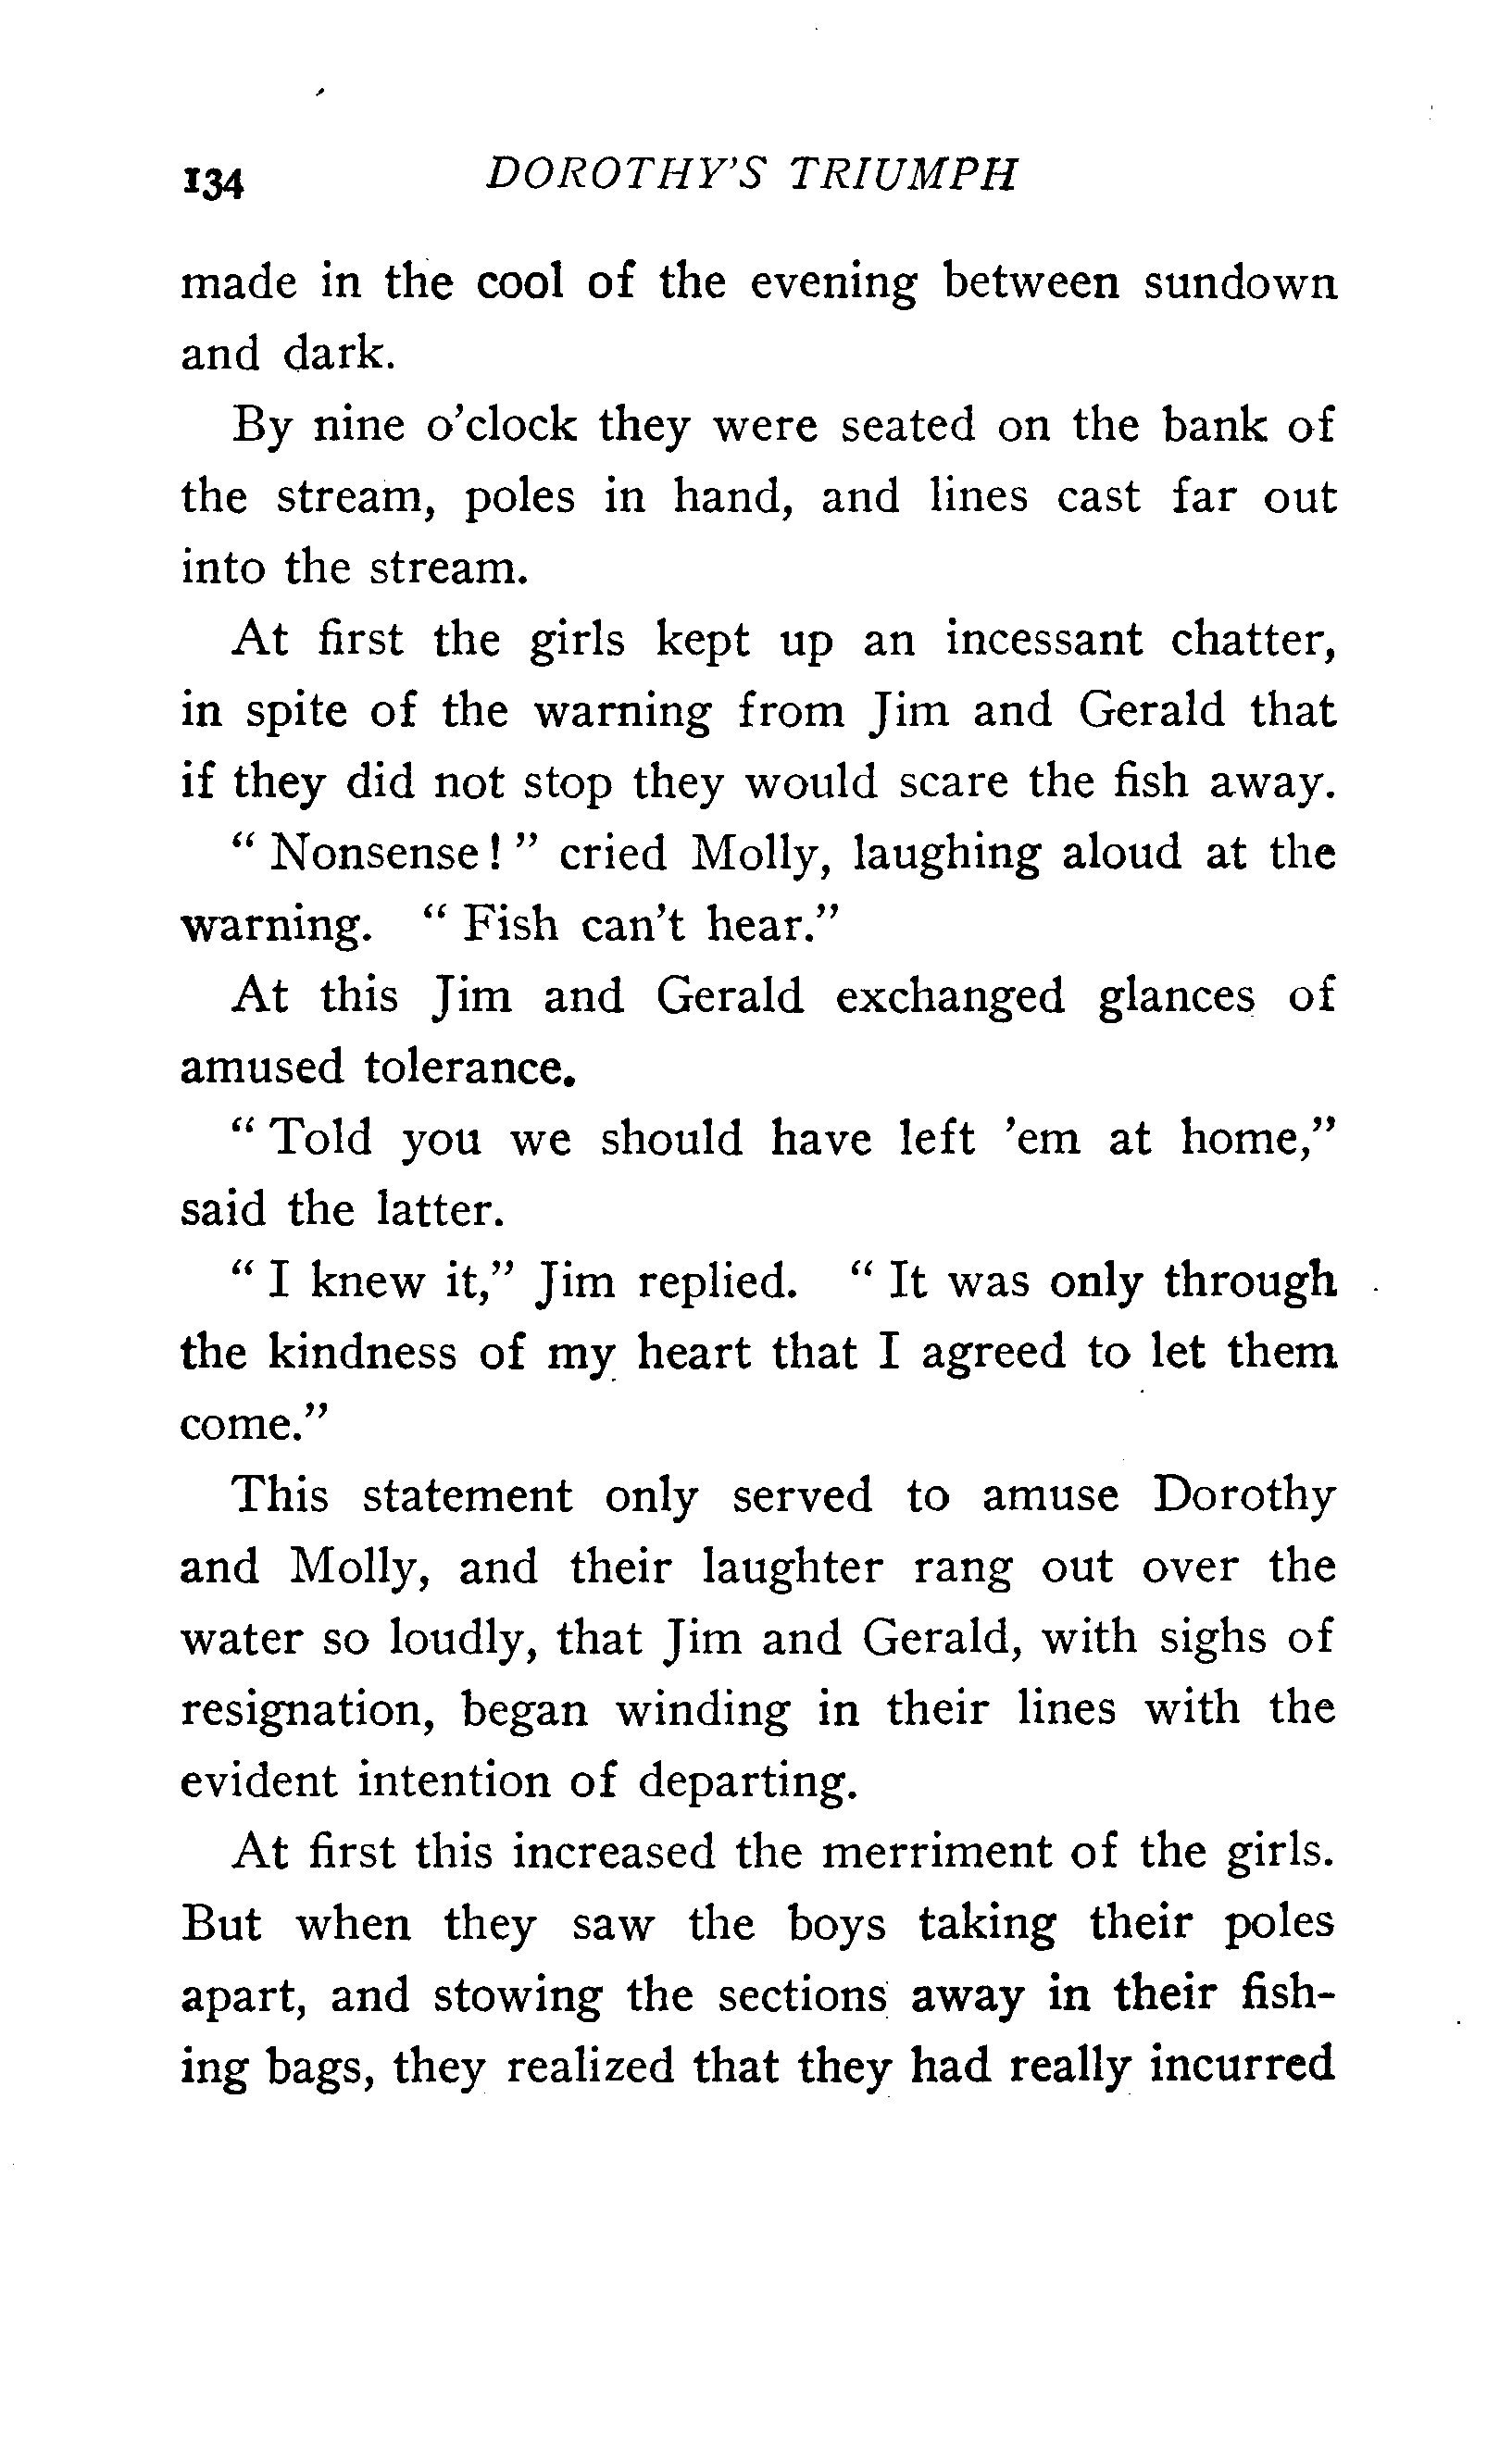 134 DOROTHY'S TRIUMPH
made in the cool of the evening between sundown
and dark.
By nine o'clock they were seated on the bank of
the stream, poles in hand, and lines cast far out
into the stream.
At first the girls kept up an incessant chatter,
in spite of the warning from Jim and Gerald that
if they did not stop they would scare the fish away.
" Nonsense ! " cried Molly, laughing aloud at the
warning. " Fish can't hear."
At this Jim and Gerald exchanged glances of
amused tolerance.
" Told you we should have left 'em at home,"
said the latter.
" I knew it," Jim replied. " It was only through
the kindness of my heart that I agreed to let them
come."
This statement only served to amuse Dorothy
and Molly, and their laughter rang out over the
water so loudly, that Jim and Gerald, with sighs of
resignation, began winding in their lines with the
evident intention of departing.
At first this increased the merriment of the girls.
But when they saw the boys taking their poles
apart, and stowing the sections away in their fish-
ing bags, they realized that they had really incurred